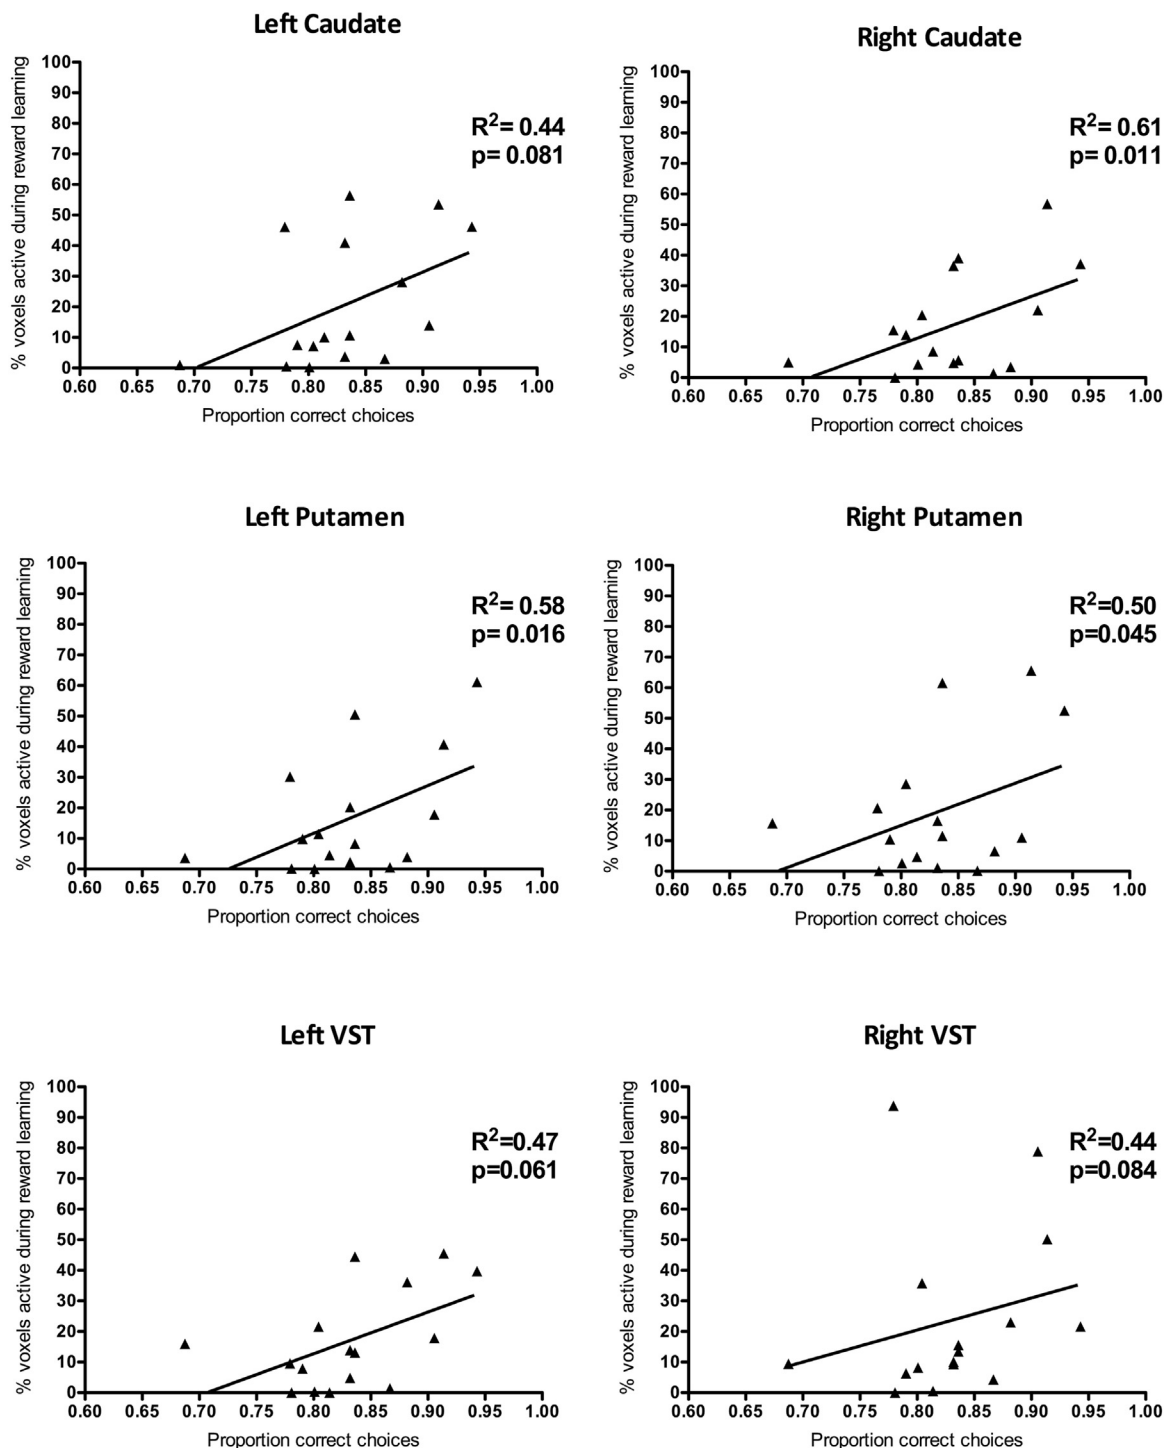 Left Caudate
% voxels active during reward learning
100
90
80
70
60
50
40
30
20
10
0
R2= 0.44
p= 0.081
0.60 0.65 0.70 0.75 0.80 0.85 0.90 0.95 1.00
Proportion correct choices
Right Caudate
% voxels active during reward learning
100
90
80
70
60
50
40
30
20
10
0
R2= 0.61
p= 0.011
0.60 0.65 0.70 0.75 0.80 0.85 0.90 0.95 1.00
Proportion correct choices
Left Putamen
% voxels active during reward learning
100
90
80
70
60
50
40
30
20
10
0
R2= 0.58
p= 0.016
0.60 0.65 0.70 0.75 0.80 0.85 0.90 0.95 1.00
Proportion correct choices
Right Putamen
% voxels active during reward learning
100
90
80
70
60
50
40
30
20
10
0
R2=0.50
p=0.045
0.60 0.65 0.70 0.75 0.80 0.85 0.90 0.95 1.00
Proportion correct choices
Left VST
% voxels active during reward learning
100
90
80
70
60
50
40
30
20
10
0
R2=0.47
p=0.061
0.60 0.65 0.70 0.75 0.80 0.85 0.90 0.95 1.00
Proportion correct choices
Right VST
% voxels active during reward learning
100
90
80
70
60
50
40
30
20
10
0
R2=0.44
p=0.084
0.60 0.65 0.70 0.75 0.80 0.85 0.90 0.95 1.00
Proportion correct choices